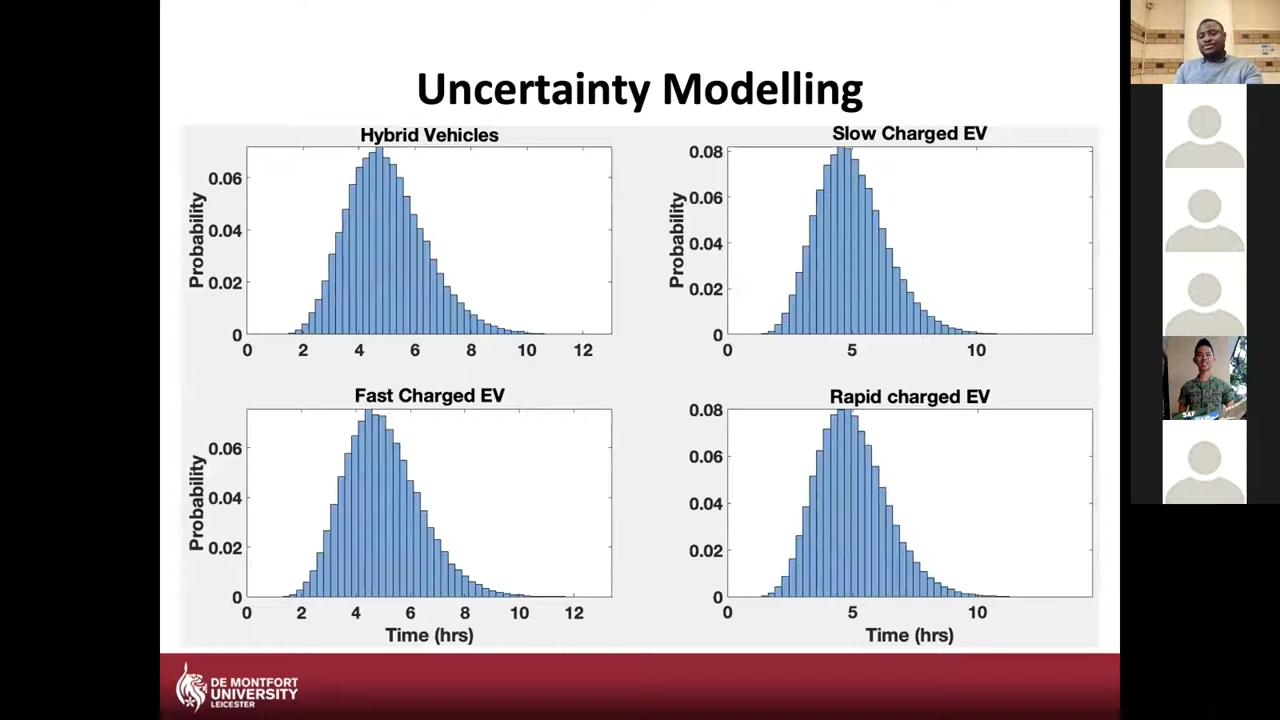 Uncertainty Modelling
Hybrid Vehicles
Probability
0.06
0.04
0.02
0
0 2 4 6 8 10 12
Slow Charged EV
Probability
0.08
0.06
0.04
0.02
0
0 5 10
Fast Charged EV
Probability
0.06
0.04
0.02
0
0 2 4 6 8 10 12
Time (hrs)
Rapid charged EV
0.08
0.06
0.04
0.02
0
0 5 10
Time (hrs)
DE MONTFORT
UNIVERSITY
LEICESTER
SAF